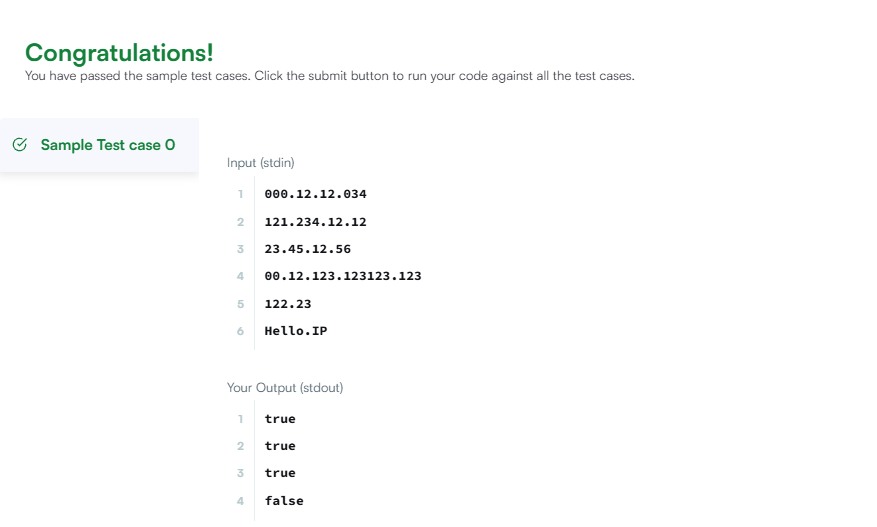 Congratulations!
You have passed the sample test cases. Click the submit button to run your code against all the test cases.
Sample Test case 0
Input (stdin)
1 000.12.12.034
2 121.234.12.12
3 23.45.12.56
4 00.12.123.123123.123
5 122.23
6 Hello.IP
Your Output (stdout)
1 true
2 true
3 true
4 false